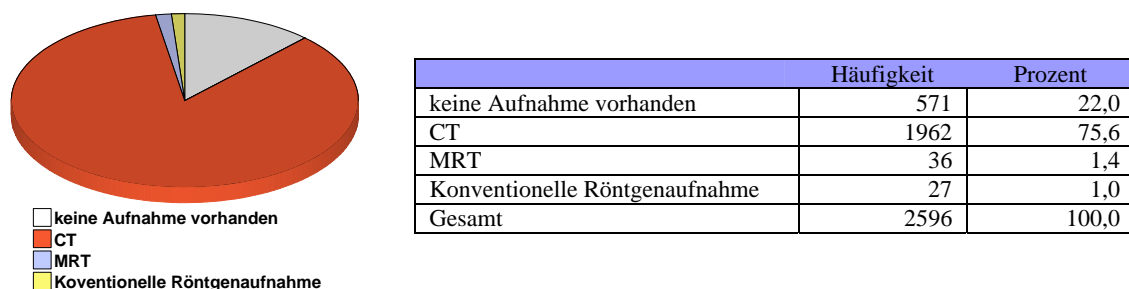 keine Aufnahme vorhanden
CT
MRT
Koventionelle Röntgenaufnahme
Häufigkeit Prozent
keine Aufnahme vorhanden 571 22,0
CT 1962 75,6
MRT 36 1,4
Konventionelle Röntgenaufnahme 27 1,0
Gesamt 2596 100,0